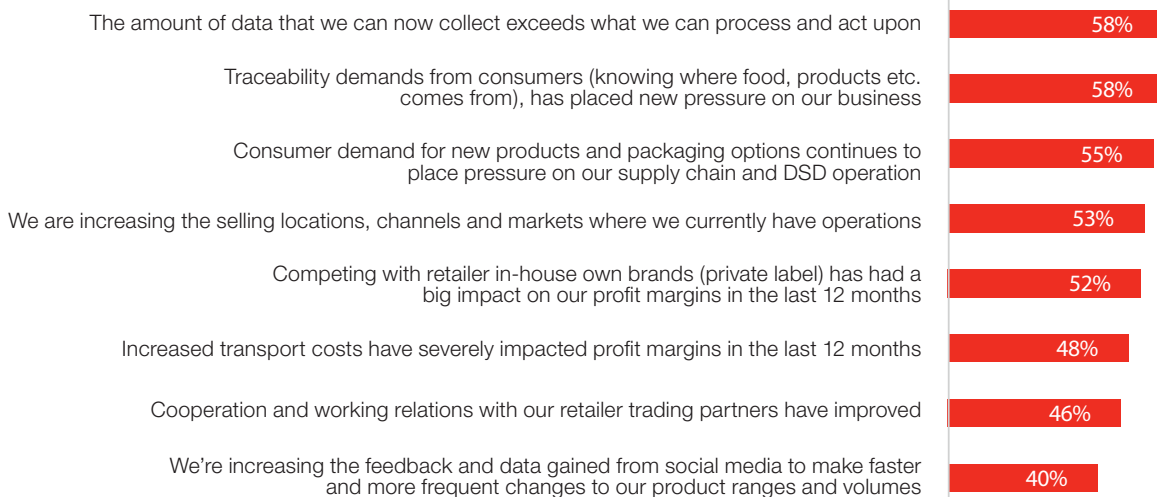 The amount of data that we can now collect exceeds what we can process and act upon 58%
Traceability demands from consumers (knowing where food, products etc.
comes from), has placed new pressure on our business 58%
Consumer demand for new products and packaging options continues to
place pressure on our supply chain and DSD operation 55%
We are increasing the selling locations, channels and markets where we currently have operations 53%
Competing with retailer in-house own brands (private label) has had a
big impact on our profit margins in the last 12 months 52%
Increased transport costs have severely impacted profit margins in the last 12 months 48%
Cooperation and working relations with our retailer trading partners have improved 46%
We’re increasing the feedback and data gained from social media to make faster
and more frequent changes to our product ranges and volumes 40%